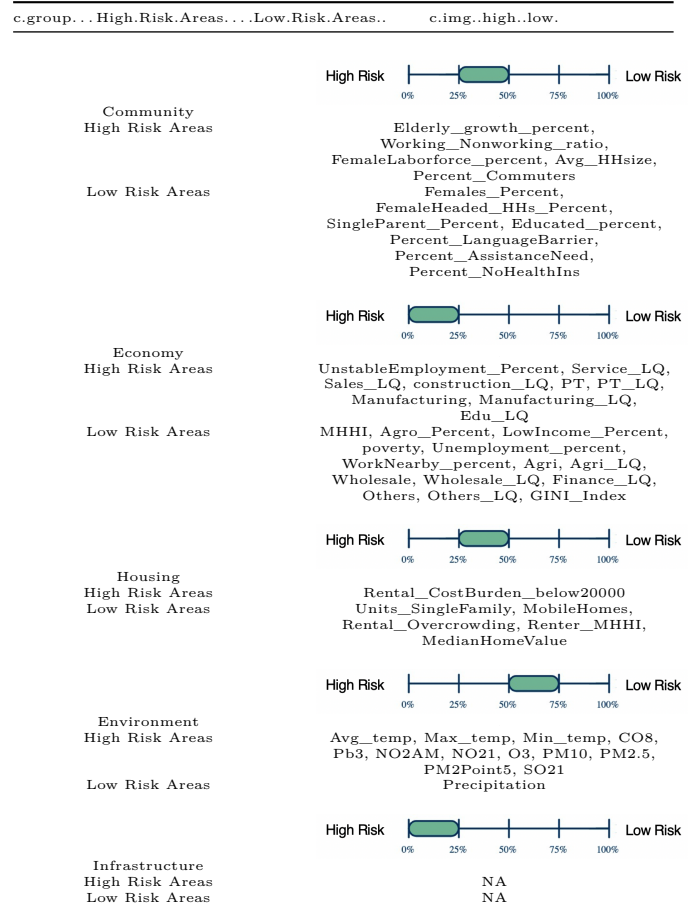 c.group...High.Risk.Areas....Low.Risk.Areas.. c.img..high..low.
High Risk Low Risk
0% 25% 50% 75% 100%
Community
High Risk Areas Elderly_growth_percent,
Working_Nonworking_ratio,
FemaleLaborforce_percent, Avg_HHsize,
Percent_Commuters
Low Risk Areas Females_Percent,
FemaleHeaded_HHs_Percent,
SingleParent_Percent, Educated_percent,
Percent_LanguageBarrier,
Percent_AssistanceNeed,
Percent_NoHealthIns
High Risk Low Risk
0% 25% 50% 75% 100%
Economy
High Risk Areas UnstableEmployment_Percent, Service_LQ,
Sales_LQ, construction_LQ, PT, PT_LQ,
Manufacturing, Manufacturing_LQ,
Edu_LQ
Low Risk Areas MHHI, Agro_Percent, LowIncome_Percent,
poverty, Unemployment_percent,
WorkNearby_percent, Agri, Agri_LQ,
Wholesale, Wholesale_LQ, Finance_LQ,
Others, Others_LQ, GINI_Index
High Risk Low Risk
0% 25% 50% 75% 100%
Housing
High Risk Areas Rental_CostBurden_below20000
Low Risk Areas Units_SingleFamily, MobileHomes,
Rental_Overcrowding, Renter_MHHI,
MedianHomeValue
High Risk Low Risk
0% 25% 50% 75% 100%
Environment
High Risk Areas Avg_temp, Max_temp, Min_temp, CO8,
Pb3, NO2AM, NO21, O3, PM10, PM2.5,
PM2Point5, SO21
Low Risk Areas Precipitation
High Risk Low Risk
0% 25% 50% 75% 100%
Infrastructure
High Risk Areas NA
Low Risk Areas NA